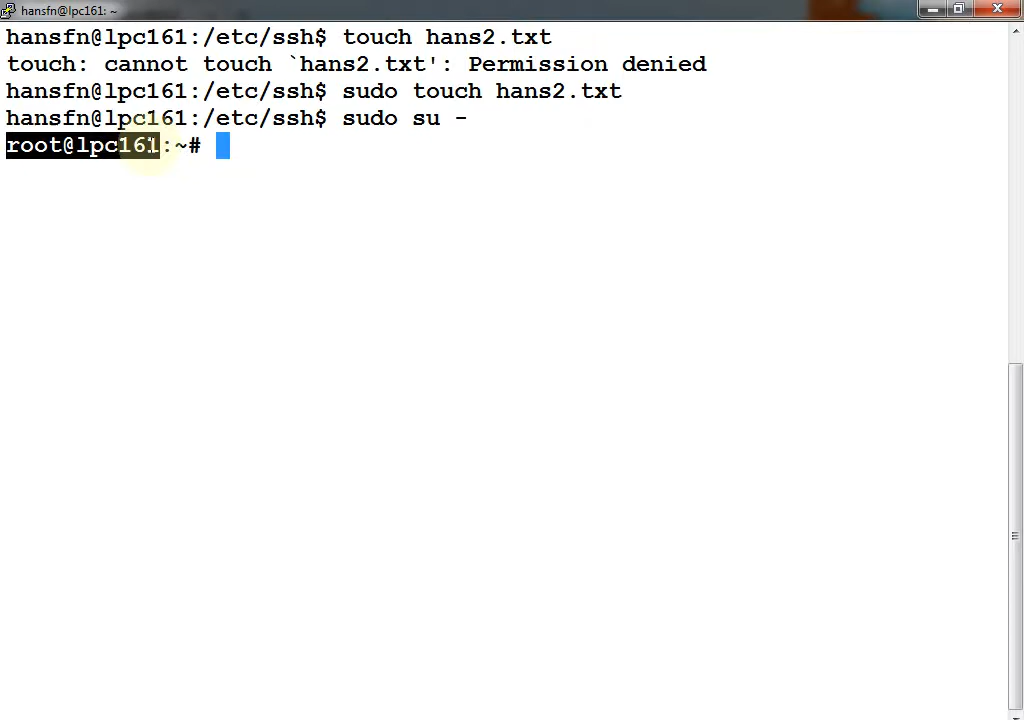 hansfn@lpc161: ~
hansfn@lpc161:/etc/ssh$ touch hans2.txt
touch: cannot touch `hans2.txt': Permission denied
hansfn@lpc161:/etc/ssh$ sudo touch hans2.txt
hansfn@lpc161:/etc/ssh$ sudo su -
root@lpc161:~#